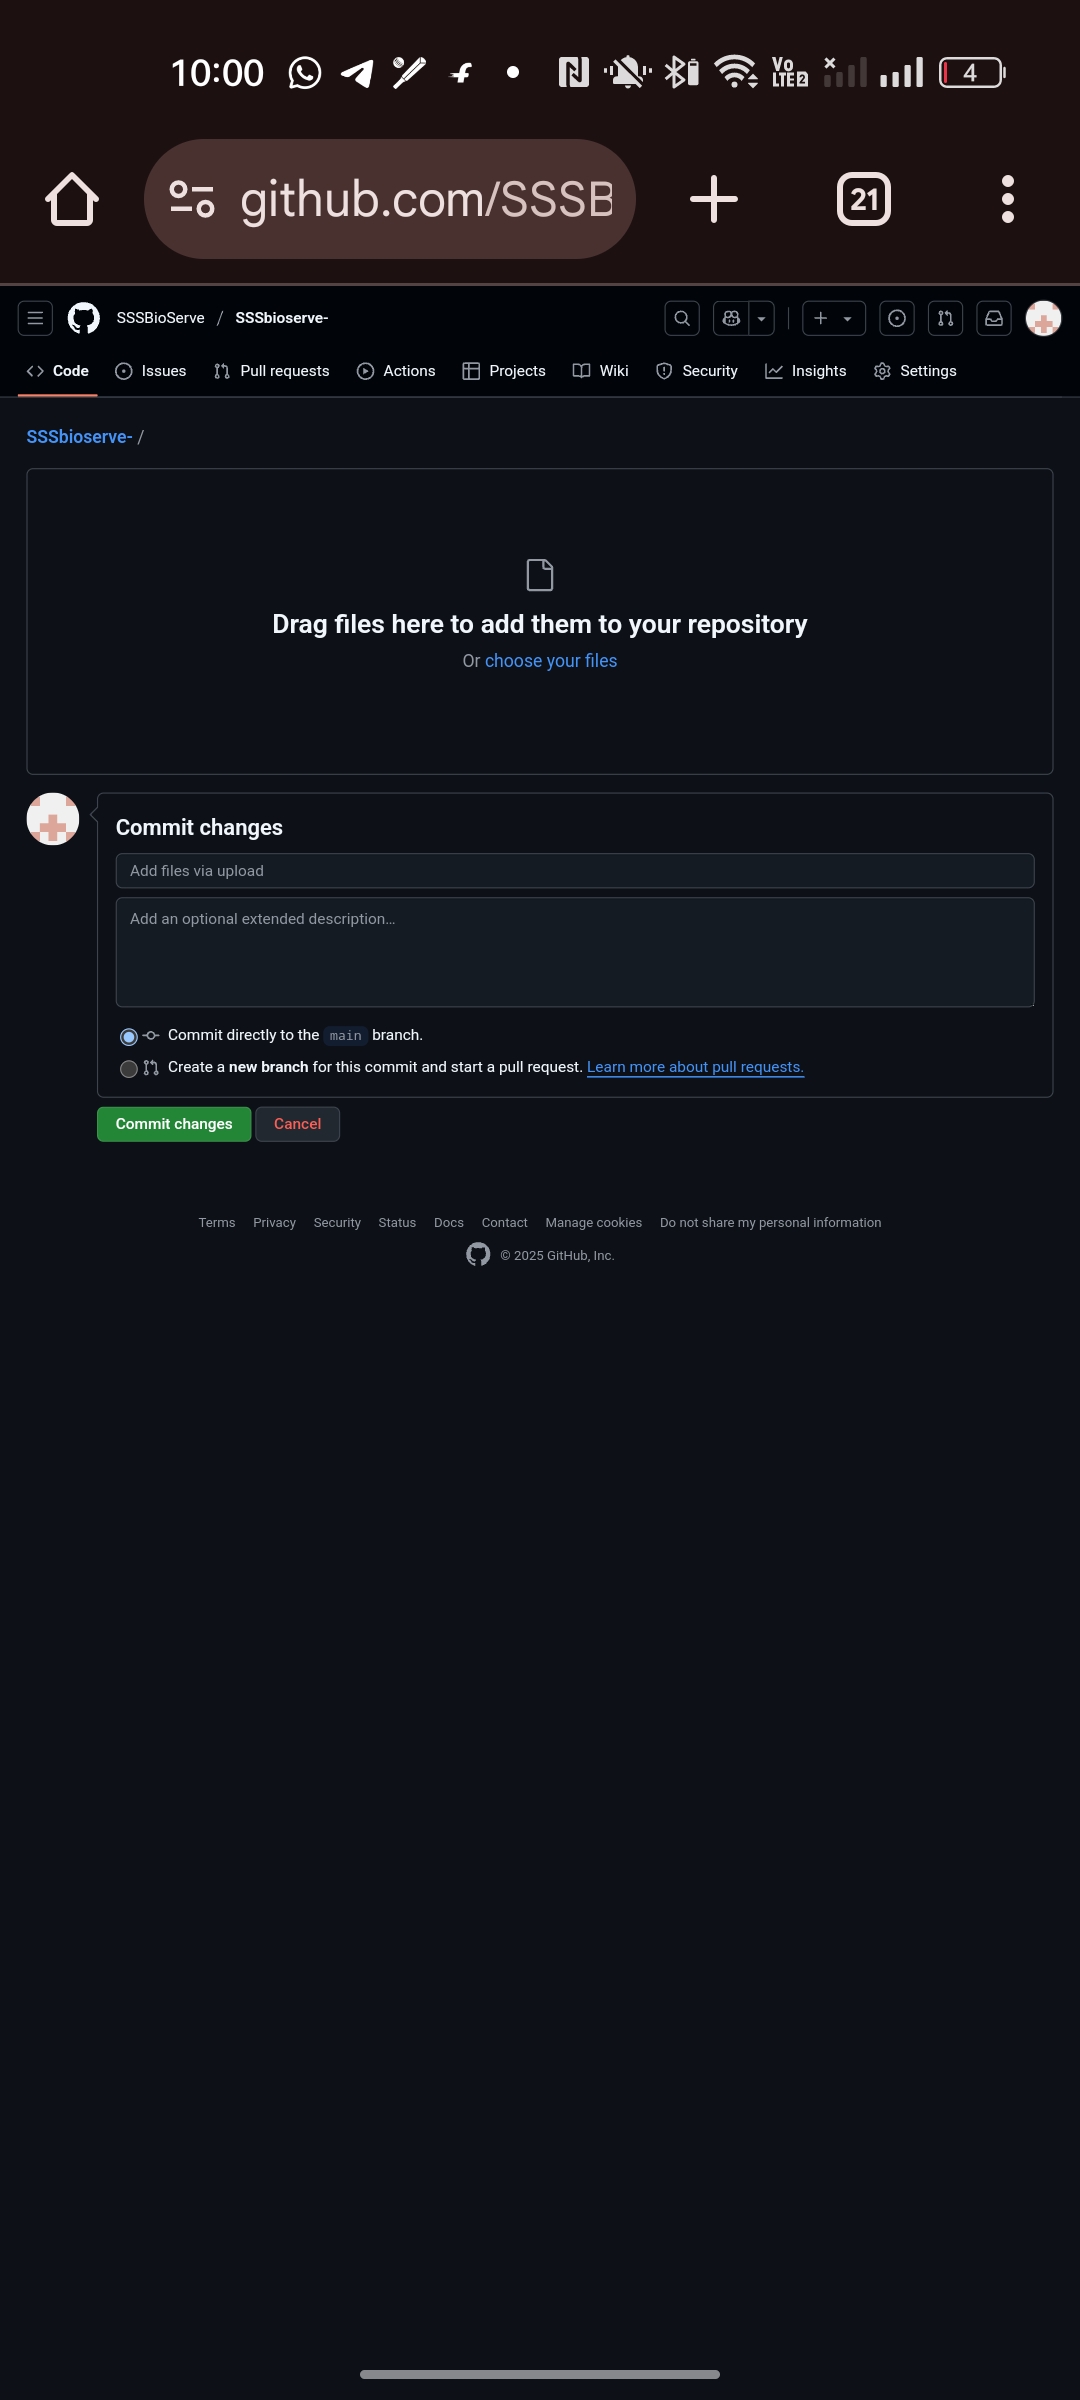 10:00 Vo LTE 2 4
github.com/SSSB 21
SSSBioServe / SSSbioserve-
Code Issues Pull requests Actions Projects Wiki Security Insights Settings
SSSbioserve- /
Drag files here to add them to your repository
Or choose your files
Commit changes
Add files via upload
Add an optional extended description…
Commit directly to the main branch.
Create a new branch for this commit and start a pull request. Learn more about pull requests.
Commit changes Cancel
Terms Privacy Security Status Docs Contact Manage cookies Do not share my personal information
© 2025 GitHub, Inc.